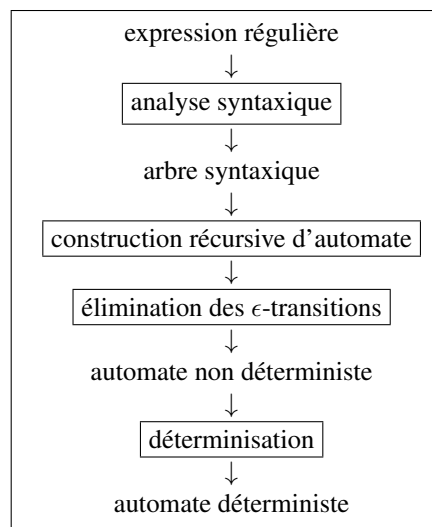 expression régulière
↓
analyse syntaxique
↓
arbre syntaxique
↓
construction récursive d'automate
↓
élimination des ϵ-transitions
↓
automate non déterministe
↓
déterminisation
↓
automate déterministe